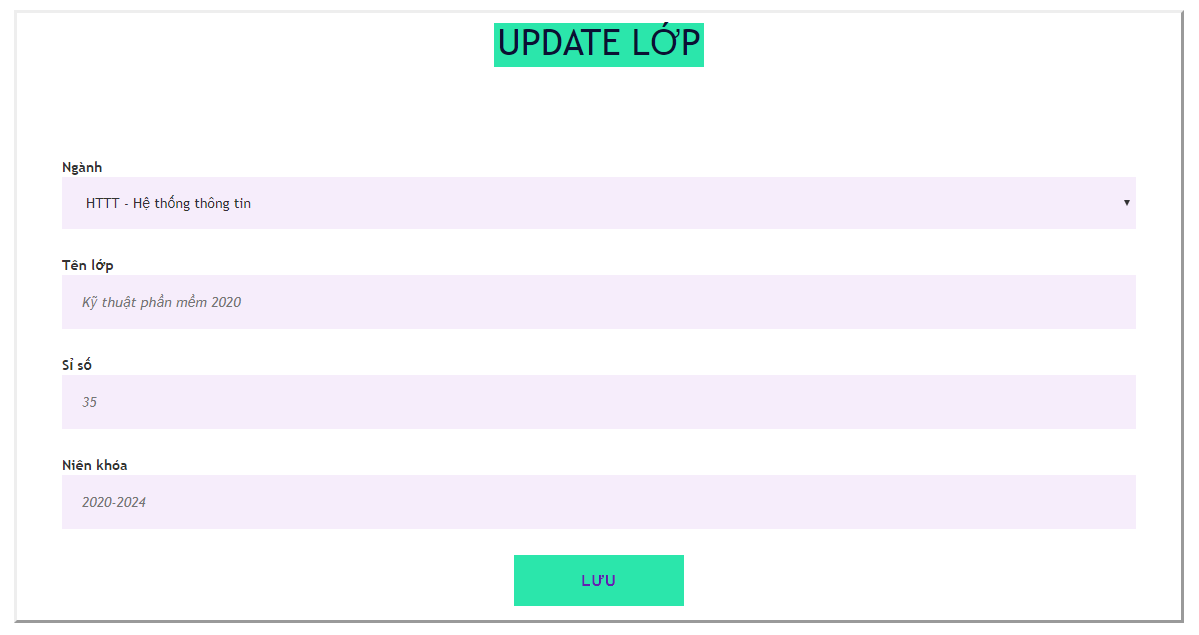 UPDATE LỚP
Ngành
HTTT - Hệ thống thông tin
Tên lớp
Kỹ thuật phần mềm 2020
Sỉ số
35
Niên khóa
2020-2024
LƯU